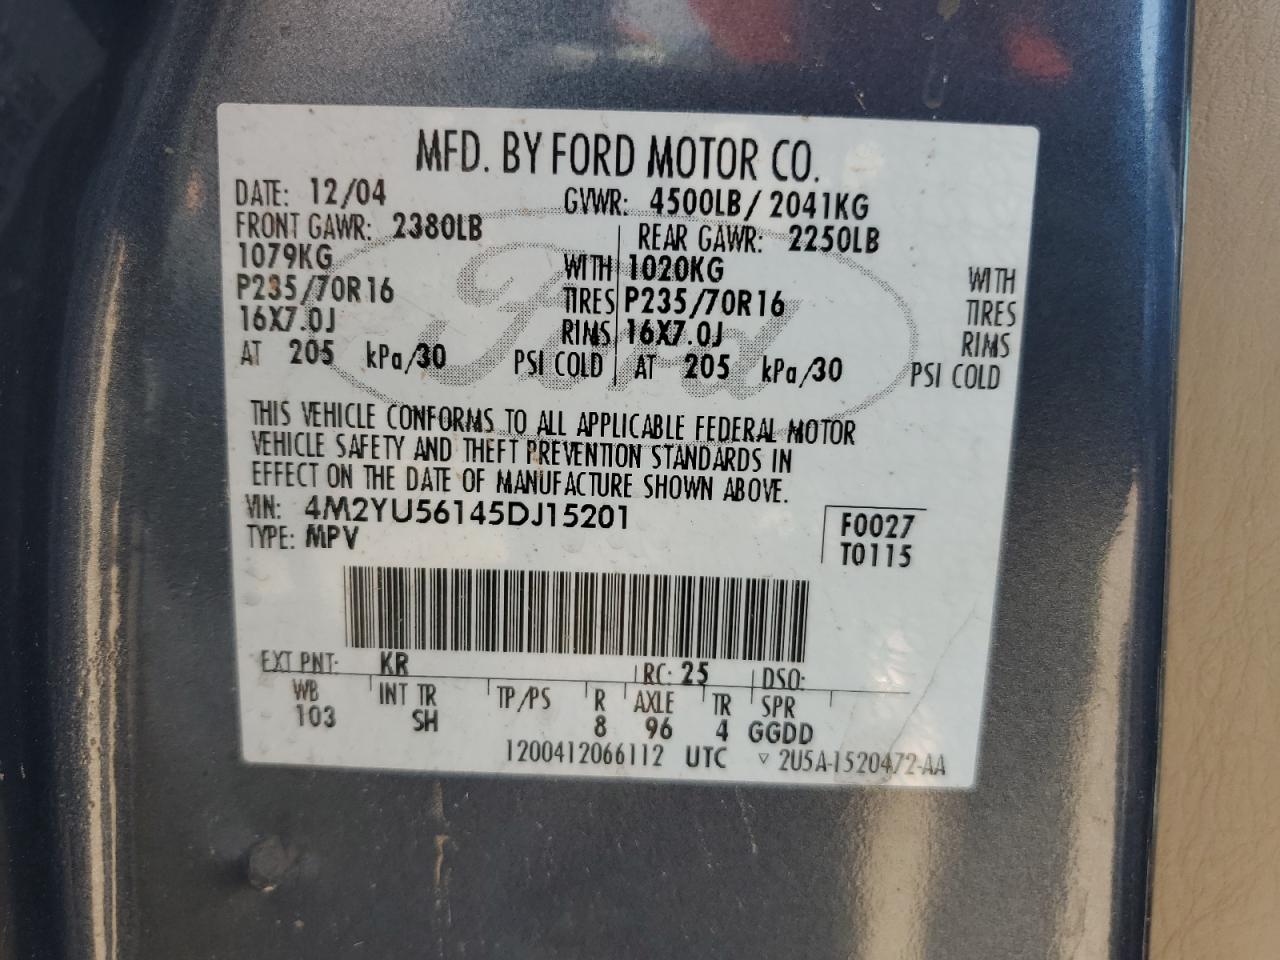 MFD. BY FORD MOTOR CO.
DATE: 12/04 GVWR: 4500LB / 2041KG
FRONT GAWR: 2380LB REAR GAWR: 2250LB
1079KG WITH 1020KG WITH
P235/70R16 TIRES P235/70R16 TIRES
16X7.0J RIMS 16X7.0J RIMS
AT 205 kPa/30 PSI COLD AT 205 kPa/30 PSI COLD
Ford
THIS VEHICLE CONFORMS TO ALL APPLICABLE FEDERAL MOTOR
VEHICLE SAFETY AND THEFT PREVENTION STANDARDS IN
EFFECT ON THE DATE OF MANUFACTURE SHOWN ABOVE.
VIN: 4M2YU56145DJ15201 F0027
TYPE: MPV T0115
EXT PNT: KR RC: 25 DSO:
WB INT TR TP/PS R AXLE TR SPR
103 SH 8 96 4 GGDD
1200412066112 UTC ▽ 2U5A-1520472-AA